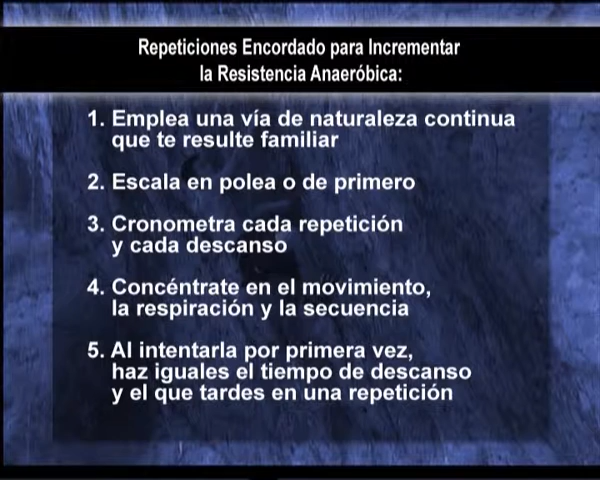 Repeticiones Encordado para Incrementar
la Resistencia Anaeróbica:
1. Emplea una vía de naturaleza continua
que te resulte familiar
2. Escala en polea o de primero
3. Cronometra cada repetición
y cada descanso
4. Concéntrate en el movimiento,
la respiración y la secuencia
5. Al intentarla por primera vez,
haz iguales el tiempo de descanso
y el que tardes en una repetición